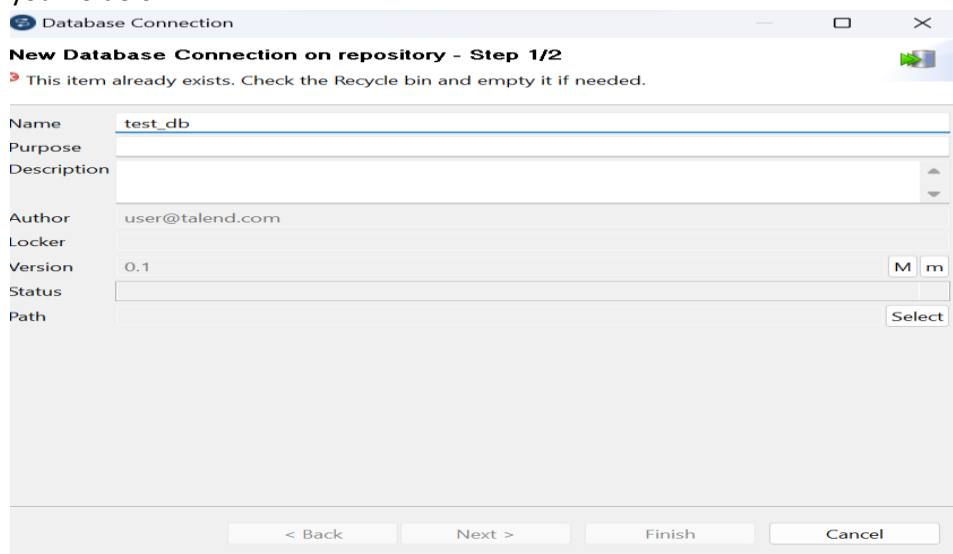 Database Connection
New Database Connection on repository - Step 1/2
This item already exists. Check the Recycle bin and empty it if needed.
Name test_db
Purpose
Description
Author user@talend.com
Locker
Version 0.1 M m
Status
Path Select
< Back Next > Finish Cancel